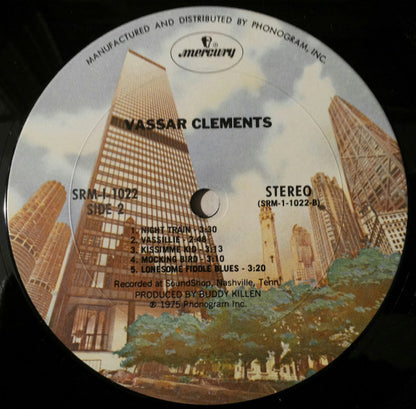 MANUFACTURED AND DISTRIBUTED BY PHONOGRAM, INC.
mercury
VASSAR CLEMENTS
SRM-1-1022
SIDE 2
STEREO
(SRM-1-1022-B)
1. NIGHT TRAIN - 3:30
2. VASSILLIE - 2:48
3. KISSIMME KID - 3:13
4. MOCKING BIRD - 3:10
5. LONESOME FIDDLE BLUES - 3:20
Recorded at SoundShop, Nashville, Tenn.
PRODUCED BY BUDDY KILLEN
℗ 1975 Phonogram Inc.